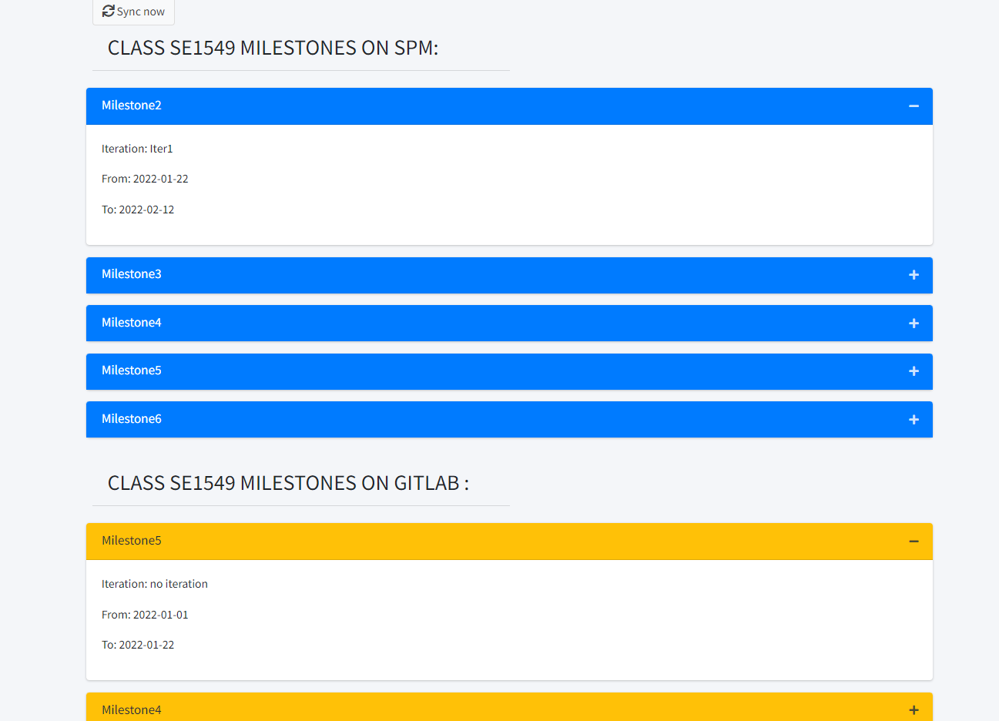 Sync now
CLASS SE1549 MILESTONES ON SPM:
Milestone2
Iteration: Iter1
From: 2022-01-22
To: 2022-02-12
Milestone3
Milestone4
Milestone5
Milestone6
CLASS SE1549 MILESTONES ON GITLAB :
Milestone5
Iteration: no iteration
From: 2022-01-01
To: 2022-01-22
Milestone4